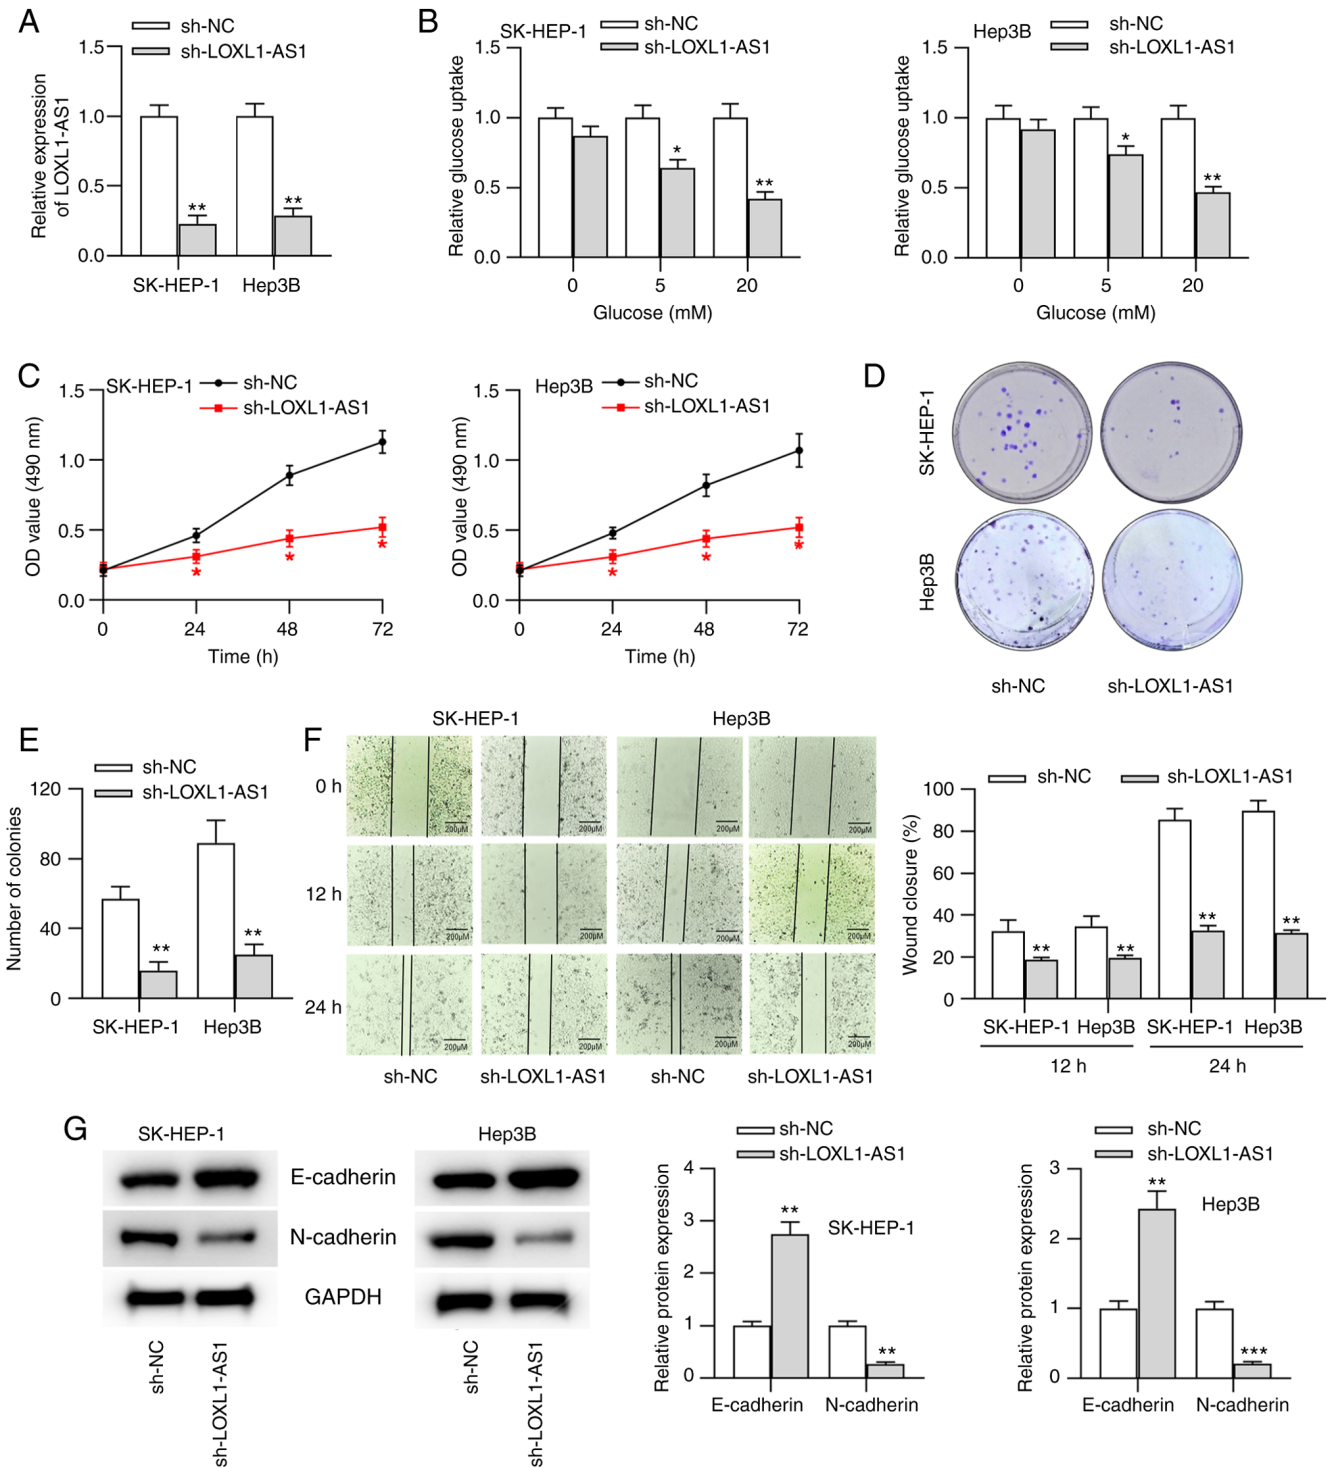 A
sh-NC
sh-LOXL1-AS1
Relative expression
of LOXL1-AS1
1.5
1.0
0.5
0.0
**
**
SK-HEP-1
Hep3B
B
SK-HEP-1
sh-NC
sh-LOXL1-AS1
Relative glucose uptake
1.5
1.0
0.5
0.0
*
**
0
5
20
Glucose (mM)
Hep3B
sh-NC
sh-LOXL1-AS1
Relative glucose uptake
1.5
1.0
0.5
0.0
*
**
0
5
20
Glucose (mM)
C
SK-HEP-1
sh-NC
sh-LOXL1-AS1
OD value (490 nm)
1.5
1.0
0.5
0.0
*
*
*
0
24
48
72
Time (h)
Hep3B
sh-NC
sh-LOXL1-AS1
OD value (490 nm)
1.5
1.0
0.5
0.0
*
*
*
0
24
48
72
Time (h)
D
SK-HEP-1
Hep3B
sh-NC
sh-LOXL1-AS1
E
sh-NC
sh-LOXL1-AS1
Number of colonies
120
80
40
0
**
**
SK-HEP-1
Hep3B
F
SK-HEP-1
Hep3B
0 h
200μM
200μM
200μM
200μM
12 h
200μM
200μM
200μM
200μM
24 h
200μM
200μM
200μM
200μM
sh-NC
sh-LOXL1-AS1
sh-NC
sh-LOXL1-AS1
sh-NC
sh-LOXL1-AS1
Wound closure (%)
100
80
60
40
20
0
**
**
**
**
SK-HEP-1
Hep3B
SK-HEP-1
Hep3B
12 h
24 h
G
SK-HEP-1
Hep3B
E-cadherin
N-cadherin
GAPDH
sh-NC
sh-LOXL1-AS1
sh-NC
sh-LOXL1-AS1
sh-NC
sh-LOXL1-AS1
SK-HEP-1
Relative protein expression
4
3
2
1
0
**
**
E-cadherin
N-cadherin
sh-NC
sh-LOXL1-AS1
Hep3B
Relative protein expression
3
2
1
0
**
***
E-cadherin
N-cadherin